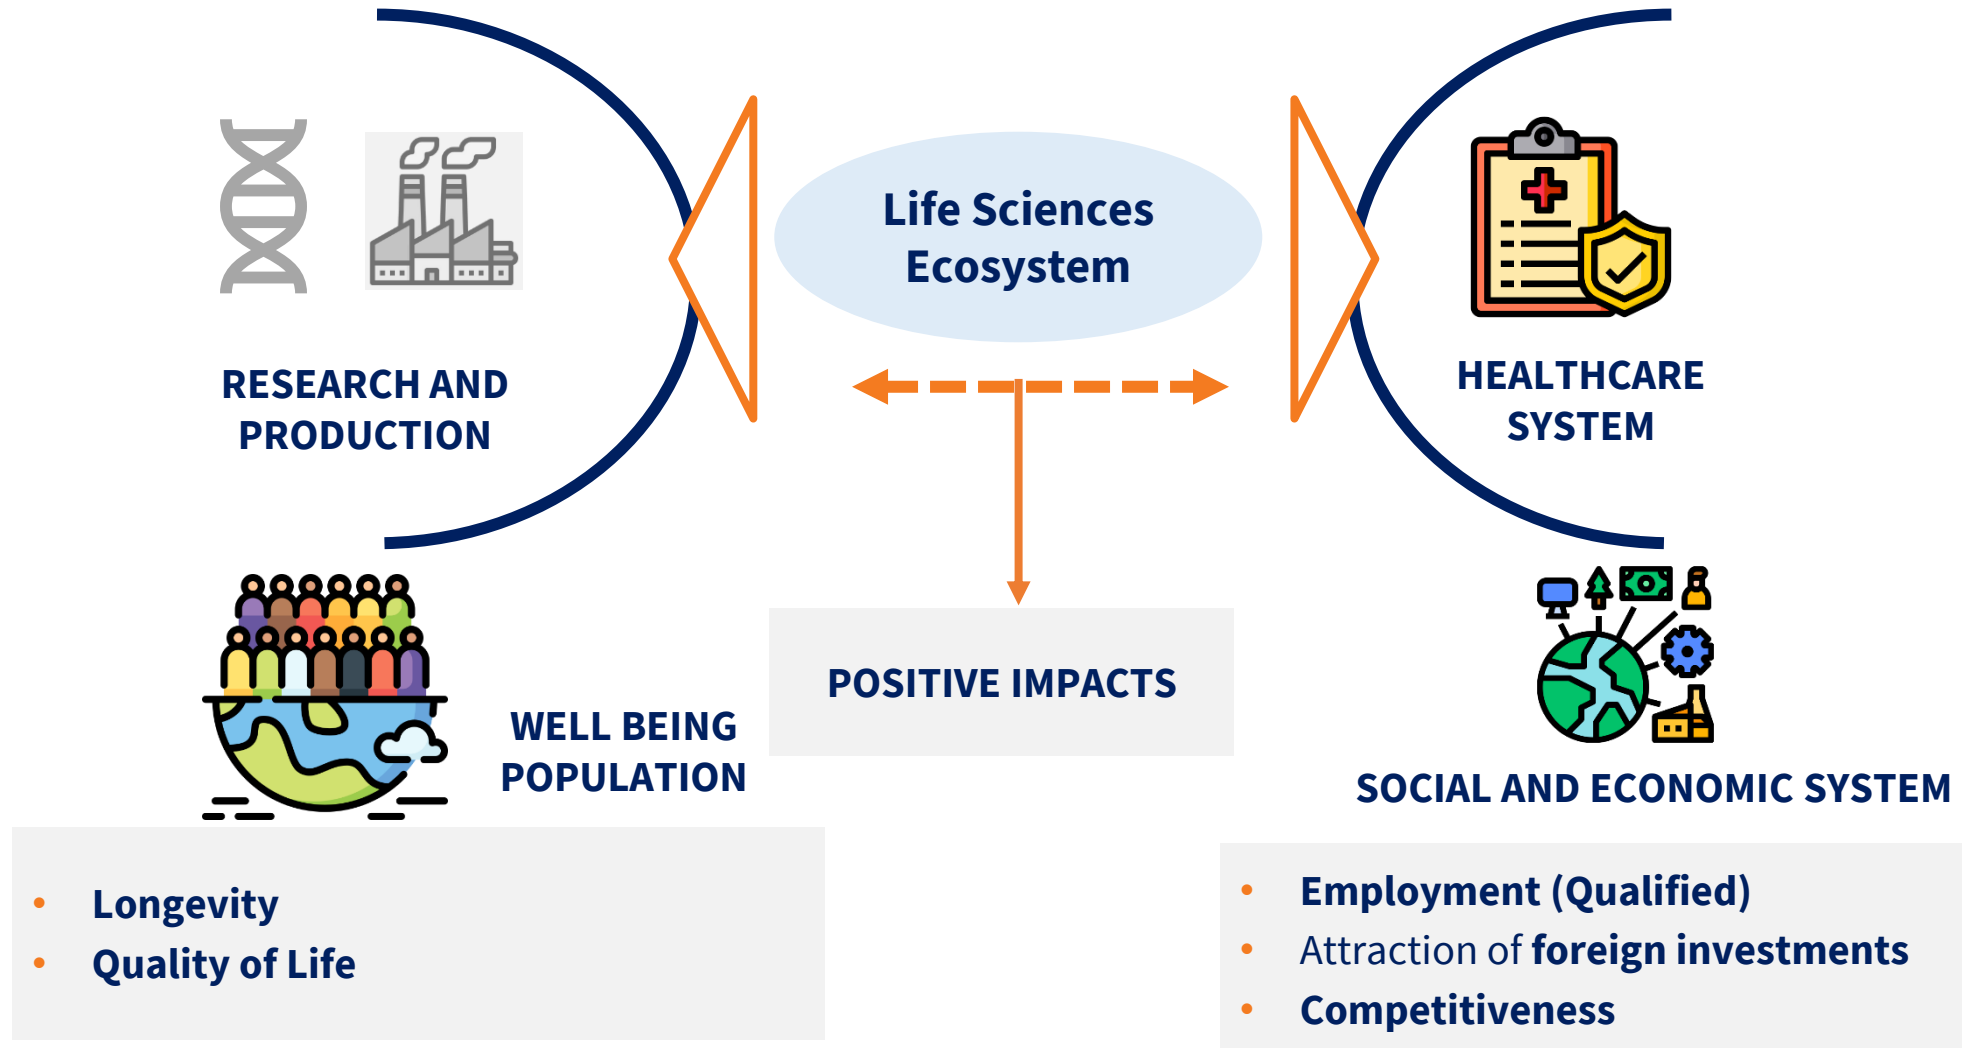 Life Sciences
Ecosystem
RESEARCH AND
PRODUCTION
HEALTHCARE
SYSTEM
POSITIVE IMPACTS
WELL BEING
POPULATION
• Longevity
• Quality of Life
SOCIAL AND ECONOMIC SYSTEM
• Employment (Qualified)
• Attraction of foreign investments
• Competitiveness